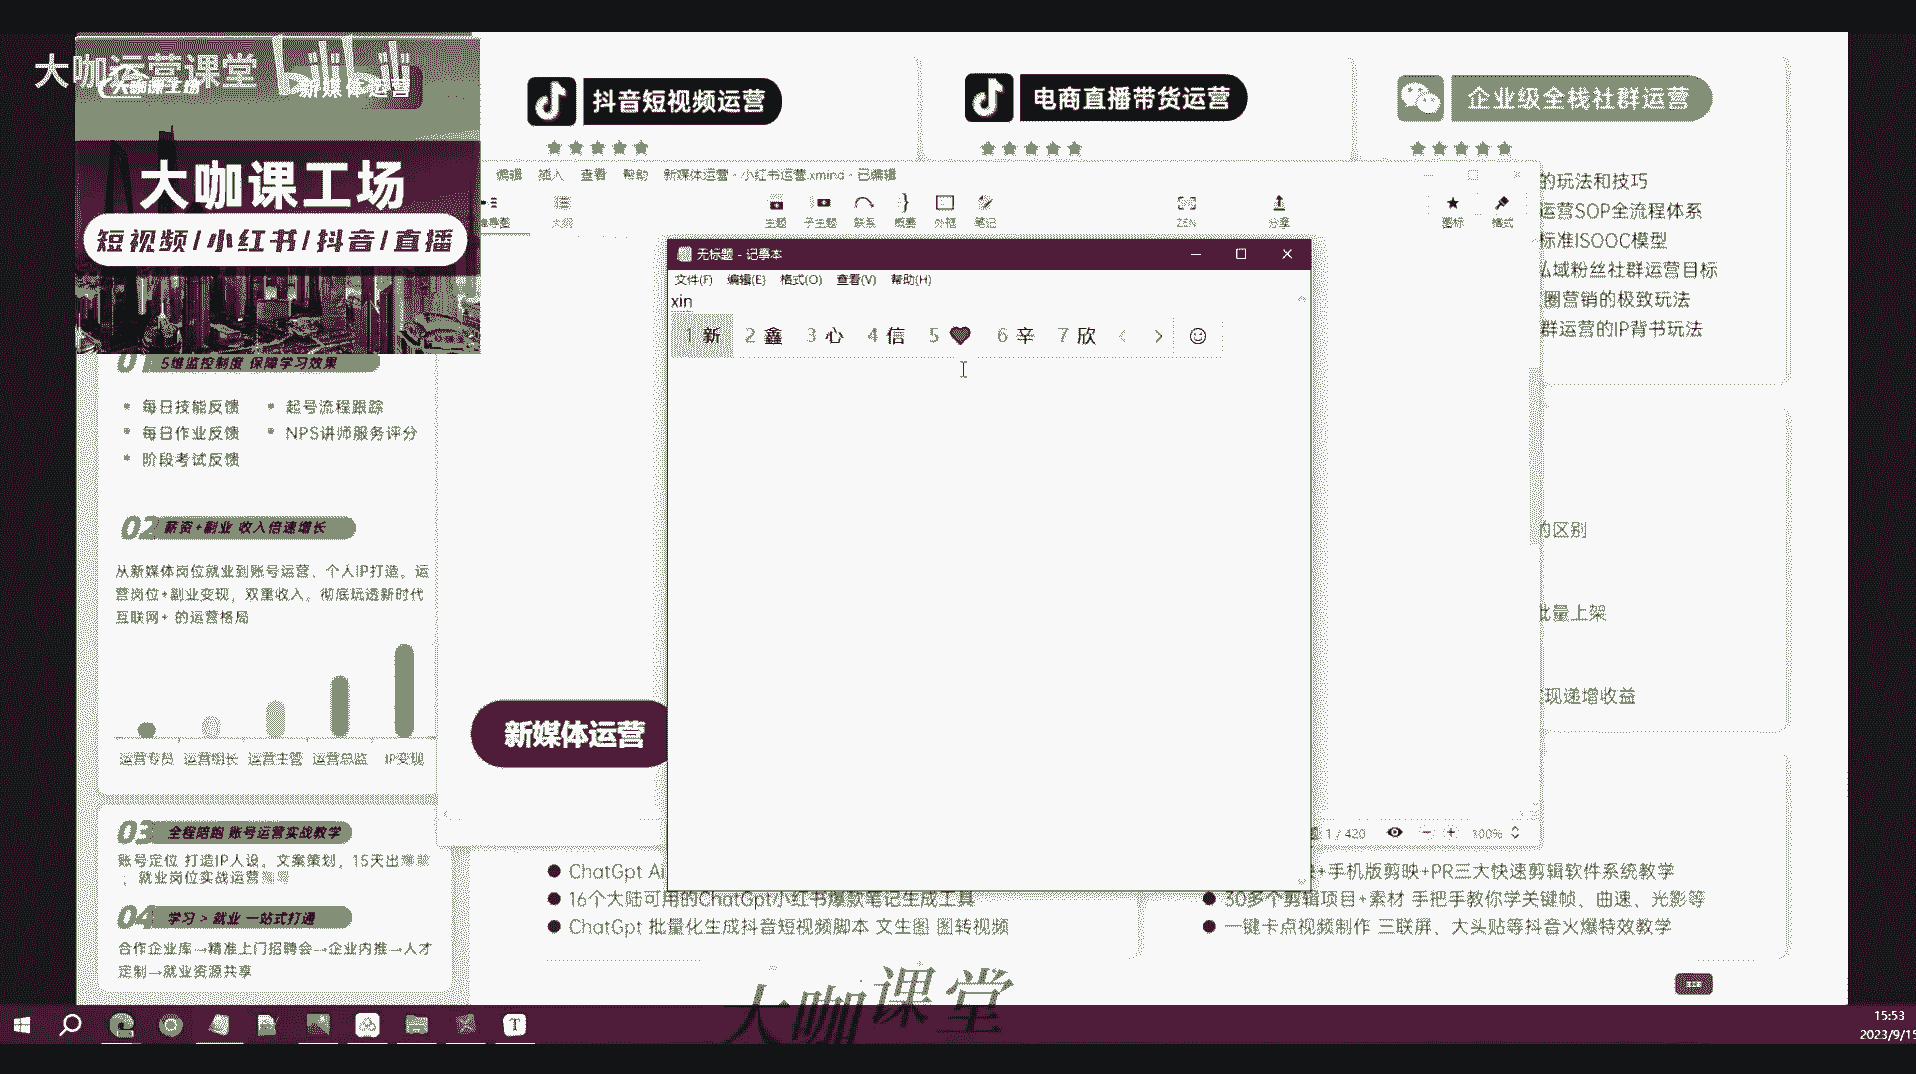 大咖运营课堂 bilibili
大咖课工场 新媒体运营
大咖课工场
短视频/小红书/抖音/直播
抖音短视频运营
电商直播带货运营
企业级全栈社群运营
编辑 插入 查看 帮助 新媒体运营 - 小红书运营.xmind - 已编辑
大纲 主题 子主题 联系 概要 外框 笔记 ZEN 分享 图标 格式
的玩法和技巧
运营SOP全流程体系
标准ISOOC模型
私域粉丝社群运营目标
圈营销的极致玩法
群运营的IP背书玩法
无标题 - 记事本
文件(F) 编辑(E) 格式(O) 查看(V) 帮助(H)
xin
1 新 2 鑫 3 心 4 信 5 ♥ 6 辛 7 欣 < >
01 5维监控制度 保障学习效果
每日技能反馈 起号流程跟踪
每日作业反馈 NPS讲师服务评分
阶段考试反馈
02 薪资+副业 收入倍速增长
从新媒体岗位就业到账号运营、个人IP打造。运
营岗位+副业变现，双重收入。彻底玩透新时代
互联网+ 的运营格局
运营专员 运营组长 运营主管 运营总监 IP变现
的区别
批量上架
现递增收益
新媒体运营
1 / 420 300%
03 全程陪跑 账号运营实战教学
账号定位 打造IP人设。文案策划，15天出
；就业岗位实战运营
04 学习 > 就业 一站式打通
合作企业库→精准上门招聘会→企业内推→人才
定制→就业资源共享
ChatGpt Ai
16个大陆可用的ChatGpt小红书爆款笔记生成工具
ChatGpt 批量化生成抖音短视频脚本 文生图 图转视频
+手机版剪映+PR三大快速剪辑软件系统教学
30多个剪辑项目+素材 手把手教你学关键帧、曲速、光影等
一键卡点视频制作 三联屏、大头贴等抖音火爆特效教学
大咖课堂
15:53
2023/9/15